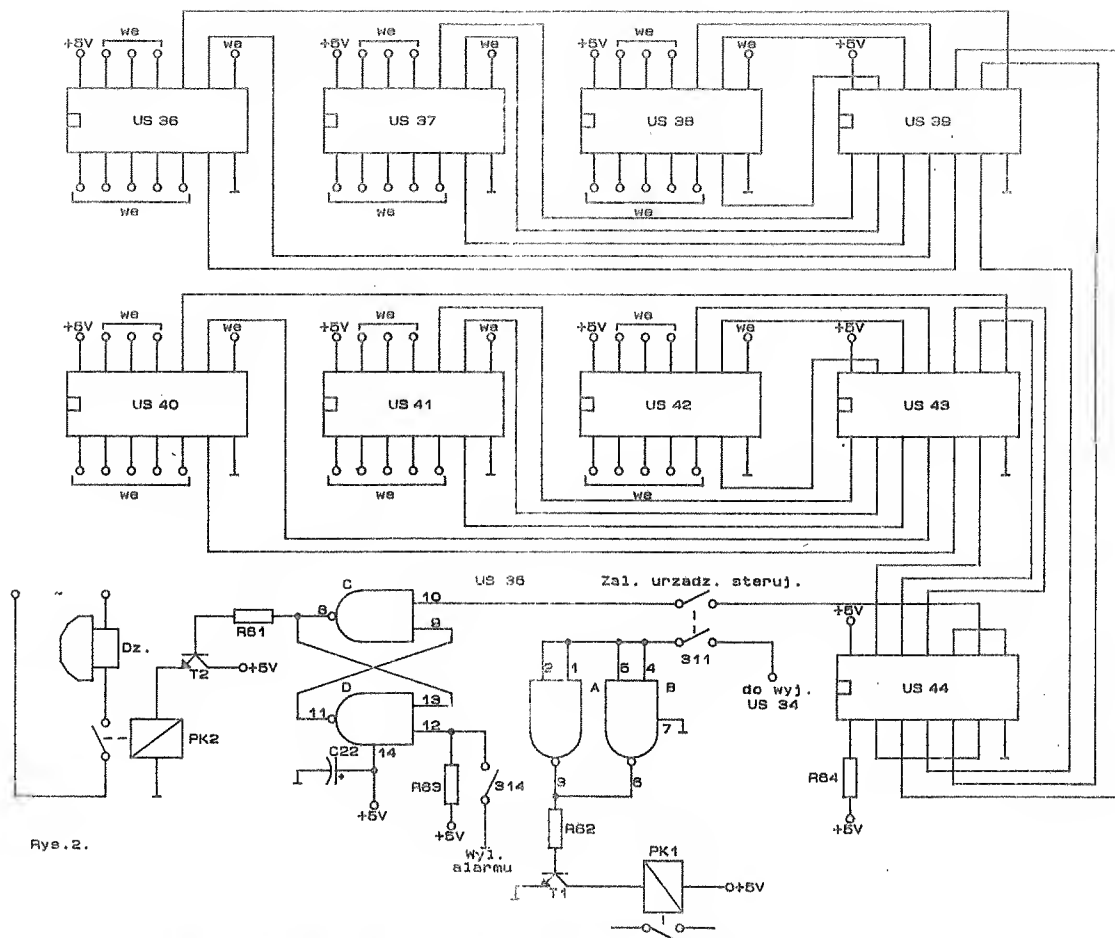 +5V we we +5V we we +5V we we +5V
US 36 US 37 US 38 US 39
we we we
+5V we we +5V we we +5V we we +5V
US 40 US 41 US 42 US 43
we we we
C US 36 Zal. urzadz. steruj.
~ 8 10 +5V
R61 9
Dz. 2 1 5 4 S11
T2 +5V D A B do wyj.
US 34 US 44
11 13
12 7
PK2 C22 14
R63 S14 3 6 R64
+5V +5V R62 +5V
Rys.2. Wyl.
alarmu PK1
T1 +5V